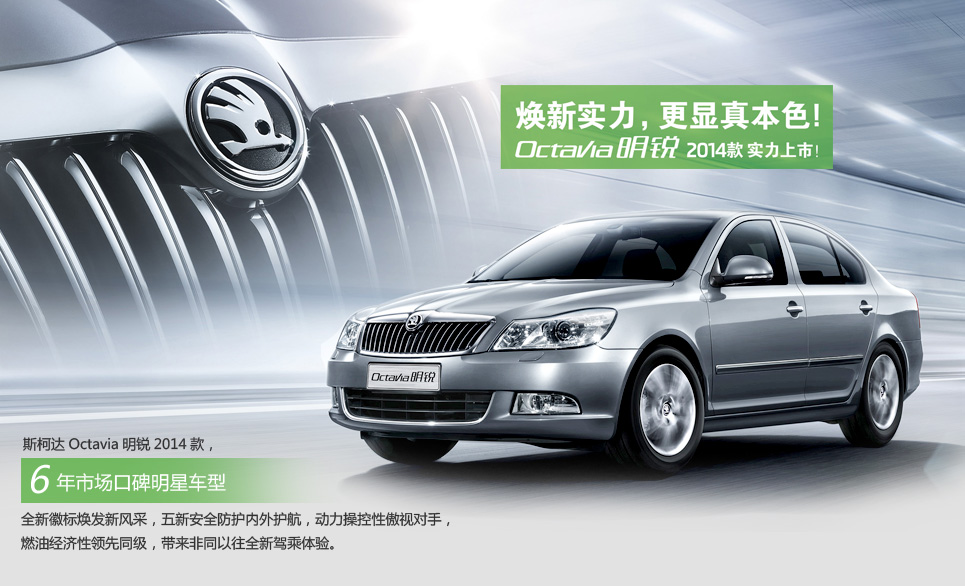 焕新实力，更显真本色！
Octavia 明锐 2014款 实力上市！
Octavia 明锐
斯柯达 Octavia 明锐 2014 款，
6 年市场口碑明星车型
全新徽标焕发新风采，五新安全防护内外护航，动力操控性傲视对手，
燃油经济性领先同级，带来非同以往全新驾乘体验。